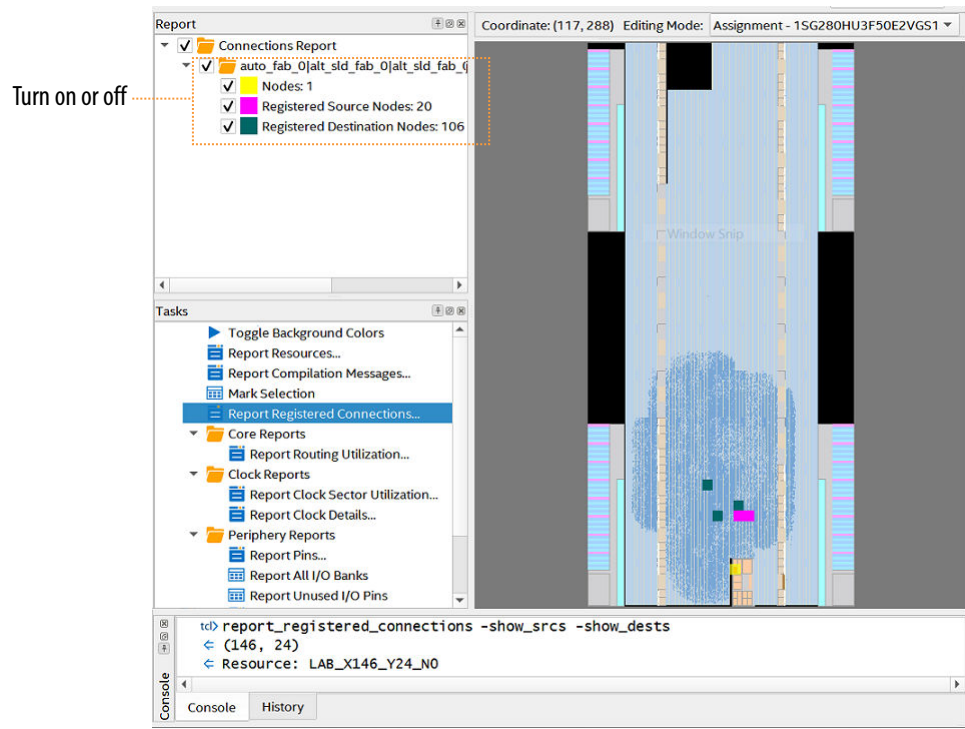 Report
Coordinate: (117, 288) Editing Mode: Assignment - 1SG280HU3F50E2VGS1
Connections Report
auto_fab_0|alt_sld_fab_0|alt_sld_fab_0
Turn on or off
Nodes: 1
Registered Source Nodes: 20
Registered Destination Nodes: 106
Window Snip
Tasks
Toggle Background Colors
Report Resources...
Report Compilation Messages...
Mark Selection
Report Registered Connections...
Core Reports
Report Routing Utilization...
Clock Reports
Report Clock Sector Utilization...
Report Clock Details...
Periphery Reports
Report Pins...
Report All I/O Banks
Report Unused I/O Pins
tcl> report_registered_connections -show_srcs -show_dests
(146, 24)
Resource: LAB_X146_Y24_N0
Console
Console History